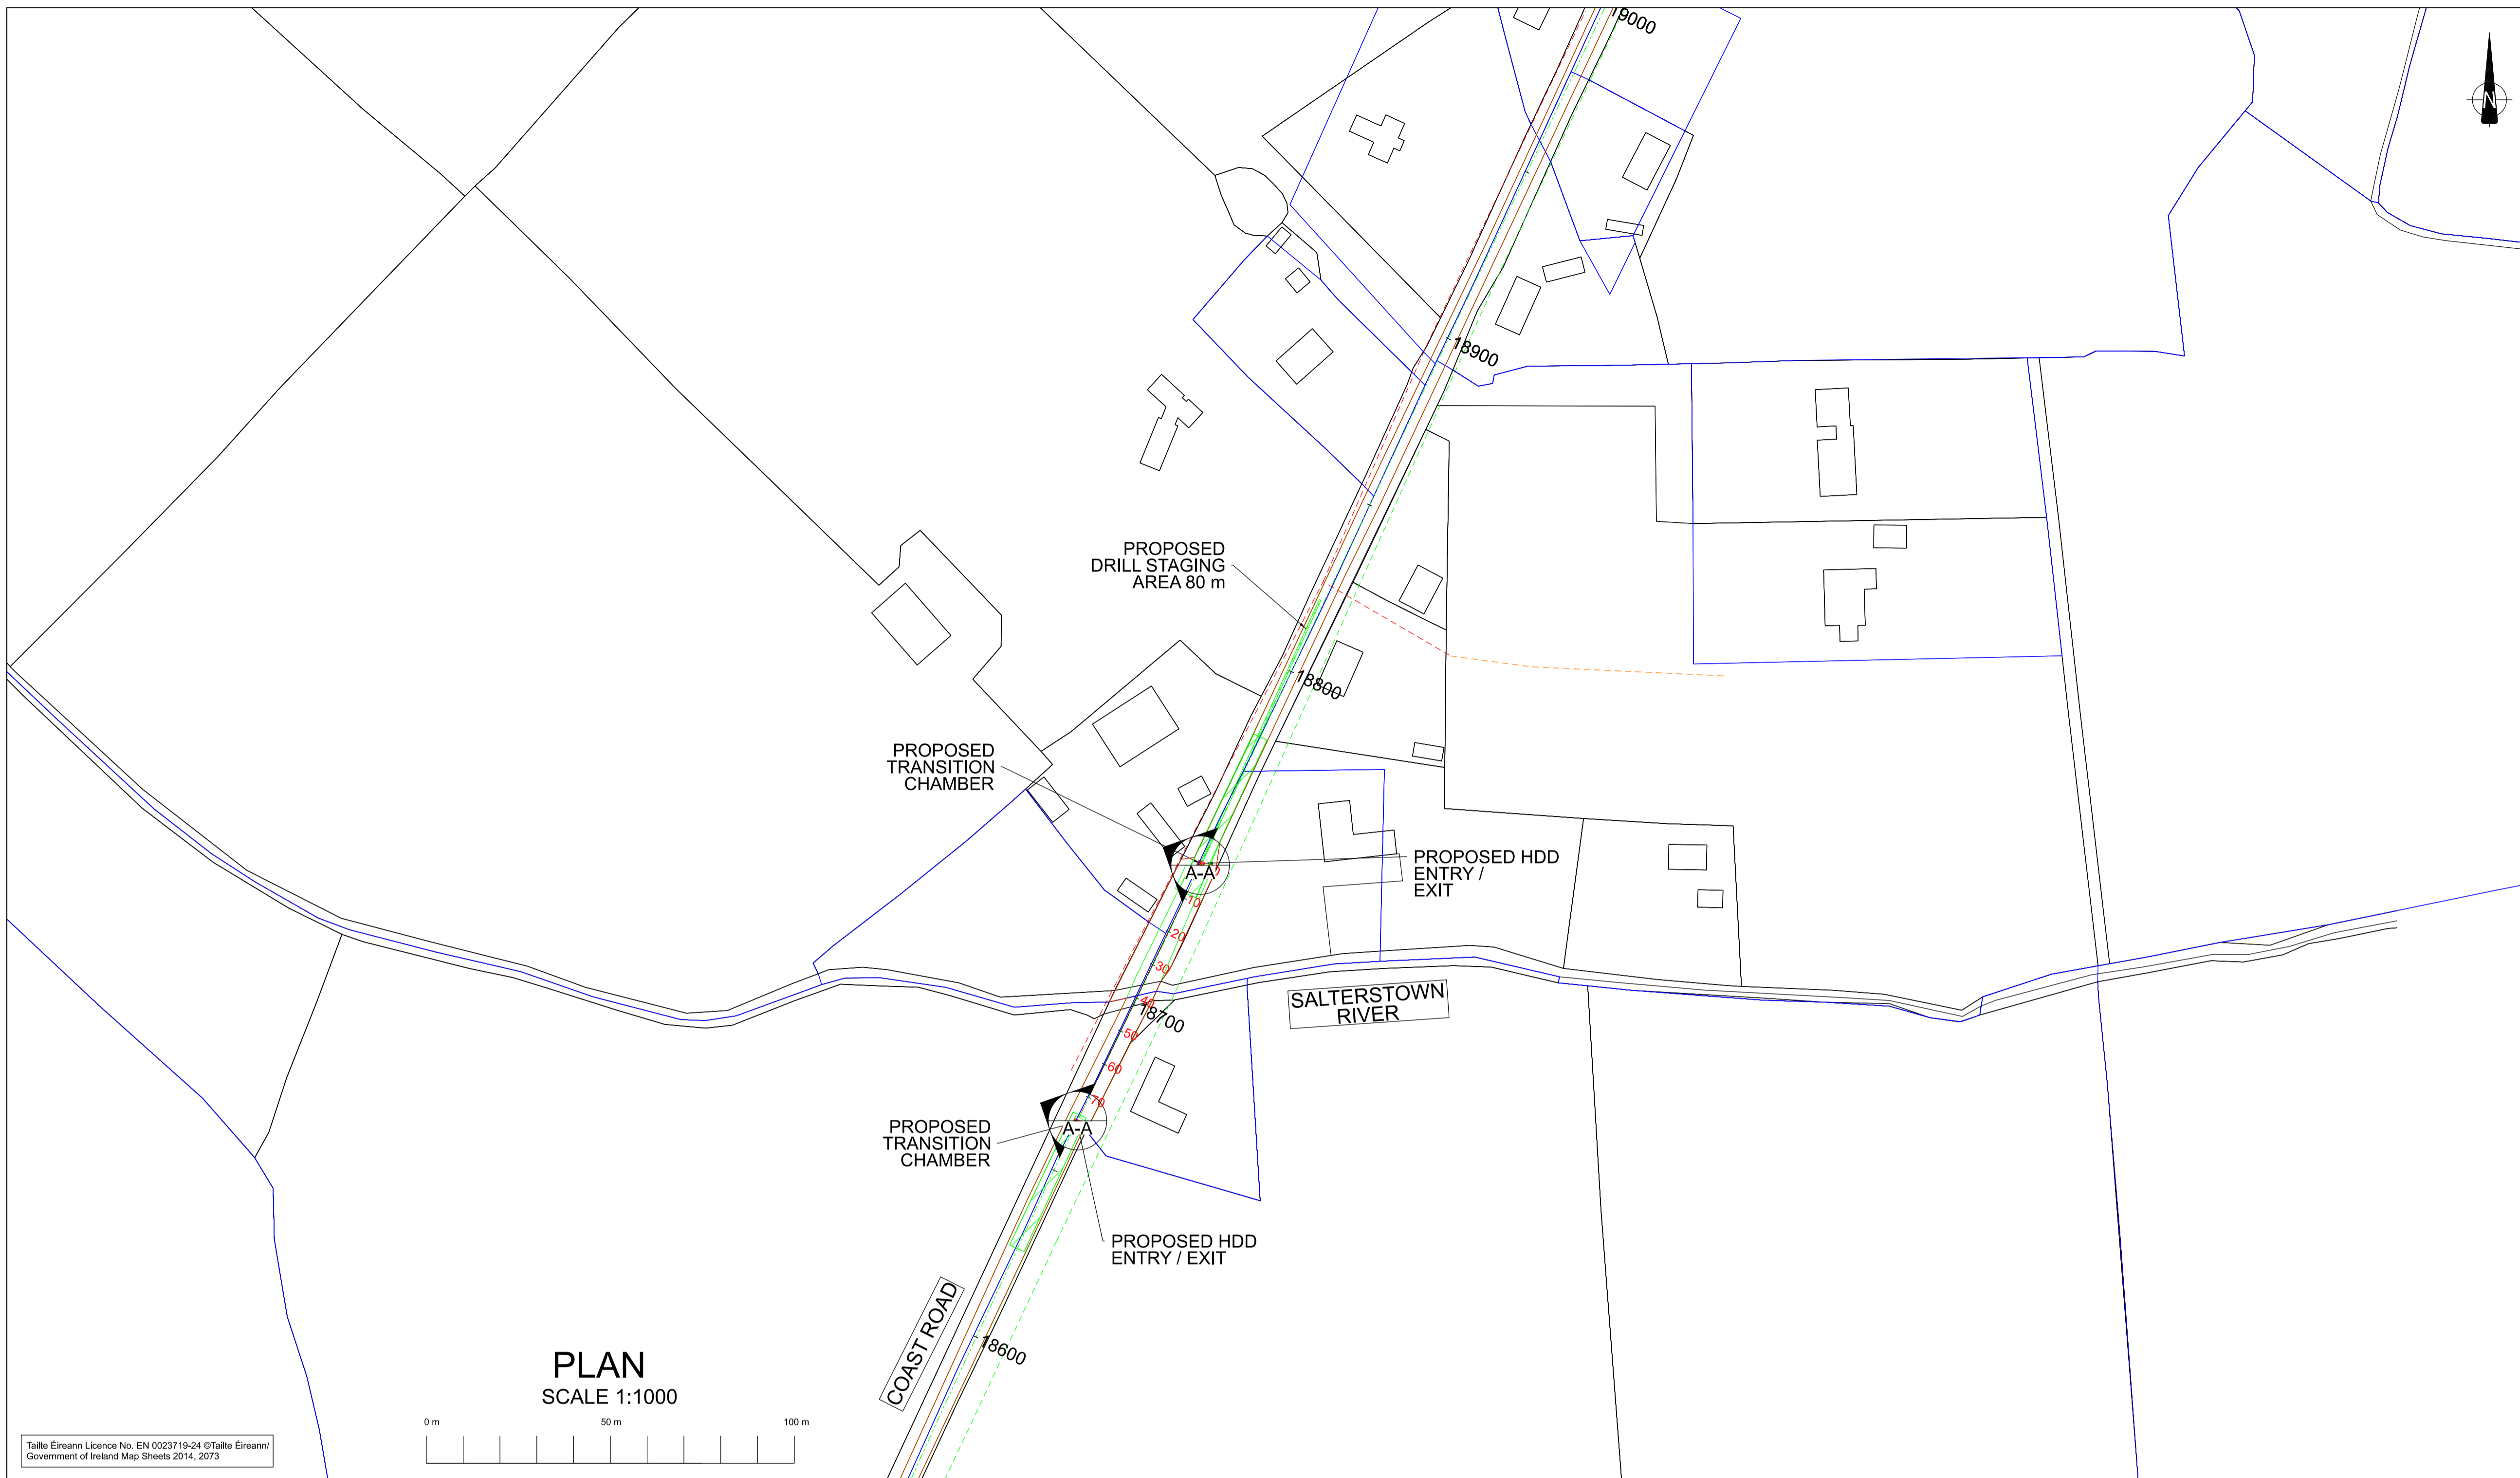 19000
N
18900
PROPOSED
DRILL STAGING
AREA 80 m
18800
PROPOSED
TRANSITION
CHAMBER
PROPOSED HDD
ENTRY /
EXIT
A-A
0
10
20
30
40
18700
50
60
70
SALTERSTOWN
RIVER
A-A
PROPOSED
TRANSITION
CHAMBER
PROPOSED HDD
ENTRY / EXIT
COAST ROAD
18600
PLAN
SCALE 1:1000
0 m 50 m 100 m
Tailte Éireann Licence No. EN 0023719-24 ©Tailte Éireann/
Government of Ireland Map Sheets 2014, 2073